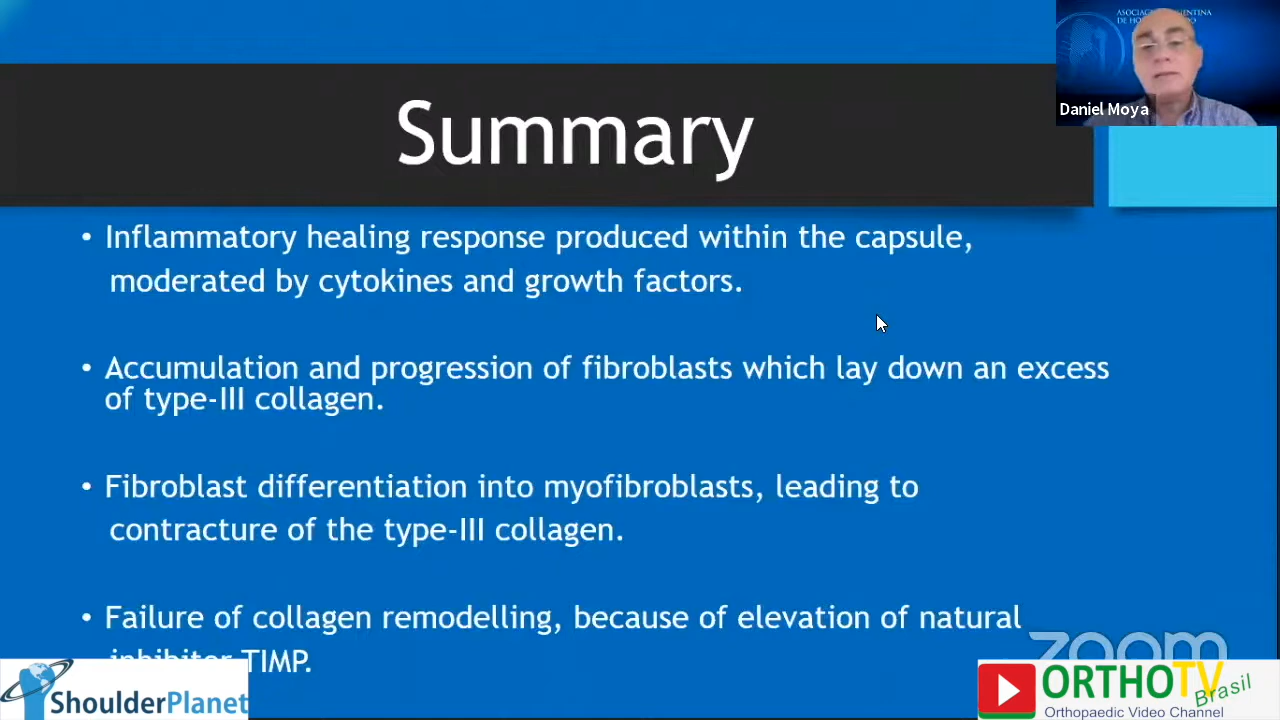 ASOCIACIÓN ARGENTINA
Daniel Moya
Summary
• Inflammatory healing response produced within the capsule,
moderated by cytokines and growth factors.
• Accumulation and progression of fibroblasts which lay down an excess
of type-III collagen.
• Fibroblast differentiation into myofibroblasts, leading to
contracture of the type-III collagen.
• Failure of collagen remodelling, because of elevation of natural
inhibitor TIMP.
zoom
ShoulderPlanet
ORTHOTV
Brasil
Orthopaedic Video Channel